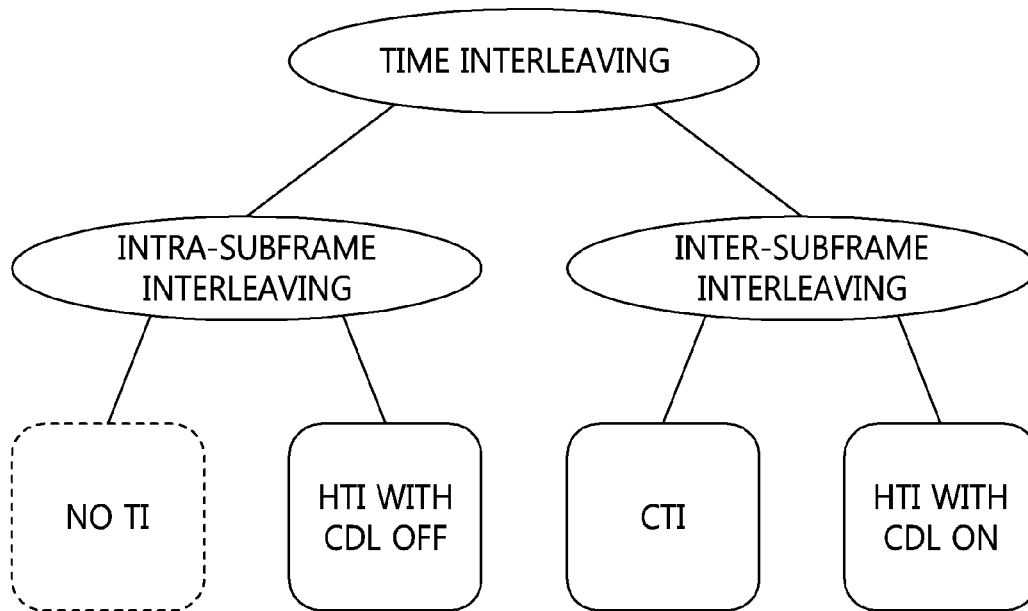 TIME INTERLEAVING
INTRA-SUBFRAME
INTERLEAVING
INTER-SUBFRAME
INTERLEAVING
NO TI
HTI WITH
CDL OFF
CTI
HTI WITH
CDL ON